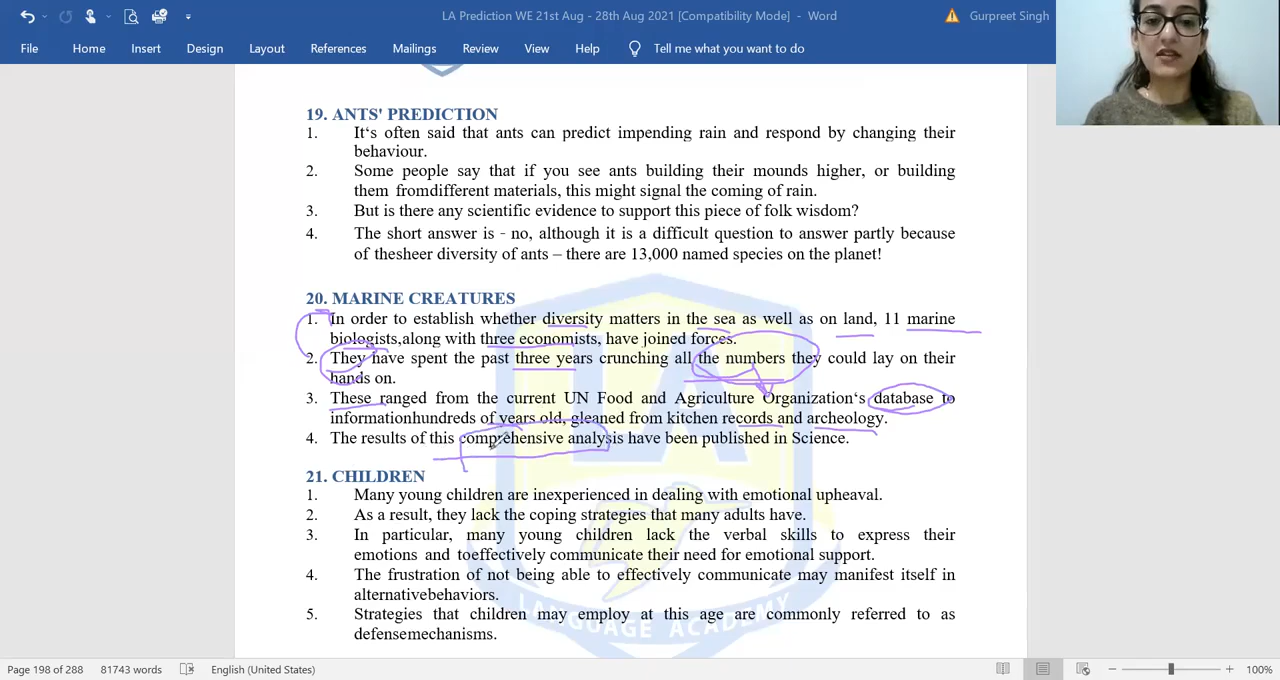 LA Prediction WE 21st Aug - 28th Aug 2021 [Compatibility Mode] - Word
Gurpreet Singh
File Home Insert Design Layout References Mailings Review View Help Tell me what you want to do
19. ANTS' PREDICTION
1. It‘s often said that ants can predict impending rain and respond by changing their
behaviour.
2. Some people say that if you see ants building their mounds higher, or building
them fromdifferent materials, this might signal the coming of rain.
3. But is there any scientific evidence to support this piece of folk wisdom?
4. The short answer is - no, although it is a difficult question to answer partly because
of thesheer diversity of ants – there are 13,000 named species on the planet!
20. MARINE CREATURES
1. In order to establish whether diversity matters in the sea as well as on land, 11 marine
biologists,along with three economists, have joined forces.
2. They have spent the past three years crunching all the numbers they could lay on their
hands on.
3. These ranged from the current UN Food and Agriculture Organization‘s database to
informationhundreds of years old, gleaned from kitchen records and archeology.
4. The results of this comprehensive analysis have been published in Science.
21. CHILDREN
1. Many young children are inexperienced in dealing with emotional upheaval.
2. As a result, they lack the coping strategies that many adults have.
3. In particular, many young children lack the verbal skills to express their
emotions and toeffectively communicate their need for emotional support.
4. The frustration of not being able to effectively communicate may manifest itself in
alternativebehaviors.
5. Strategies that children may employ at this age are commonly referred to as
defensemechanisms.
LA
LANGUAGE ACADEMY
Page 198 of 288 81743 words English (United States) 100%